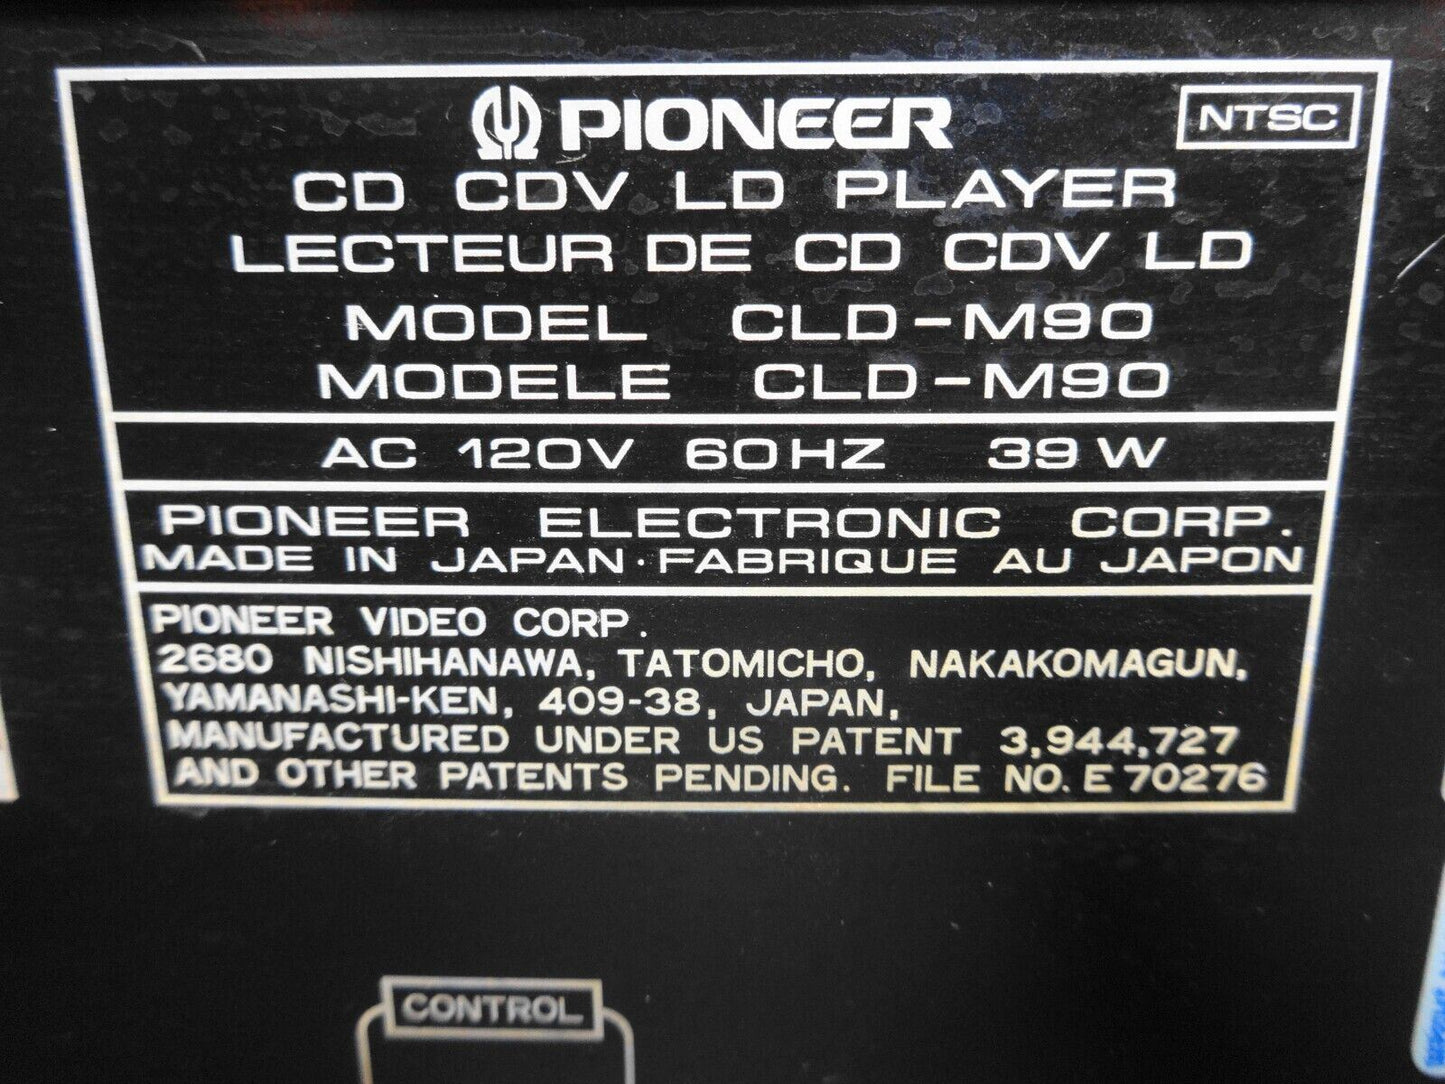 PIONEER
NTSC
CD CDV LD PLAYER
LECTEUR DE CD CDV LD
MODEL CLD-M90
MODELE CLD-M90
AC 120V 60HZ 39 W
PIONEER ELECTRONIC CORP.
MADE IN JAPAN·FABRIQUE AU JAPON
PIONEER VIDEO CORP.
2680 NISHIHANAWA, TATOMICHO, NAKAKOMAGUN,
YAMANASHI-KEN, 409-38, JAPAN,
MANUFACTURED UNDER US PATENT 3,944,727
AND OTHER PATENTS PENDING. FILE NO. E 70276
CONTROL